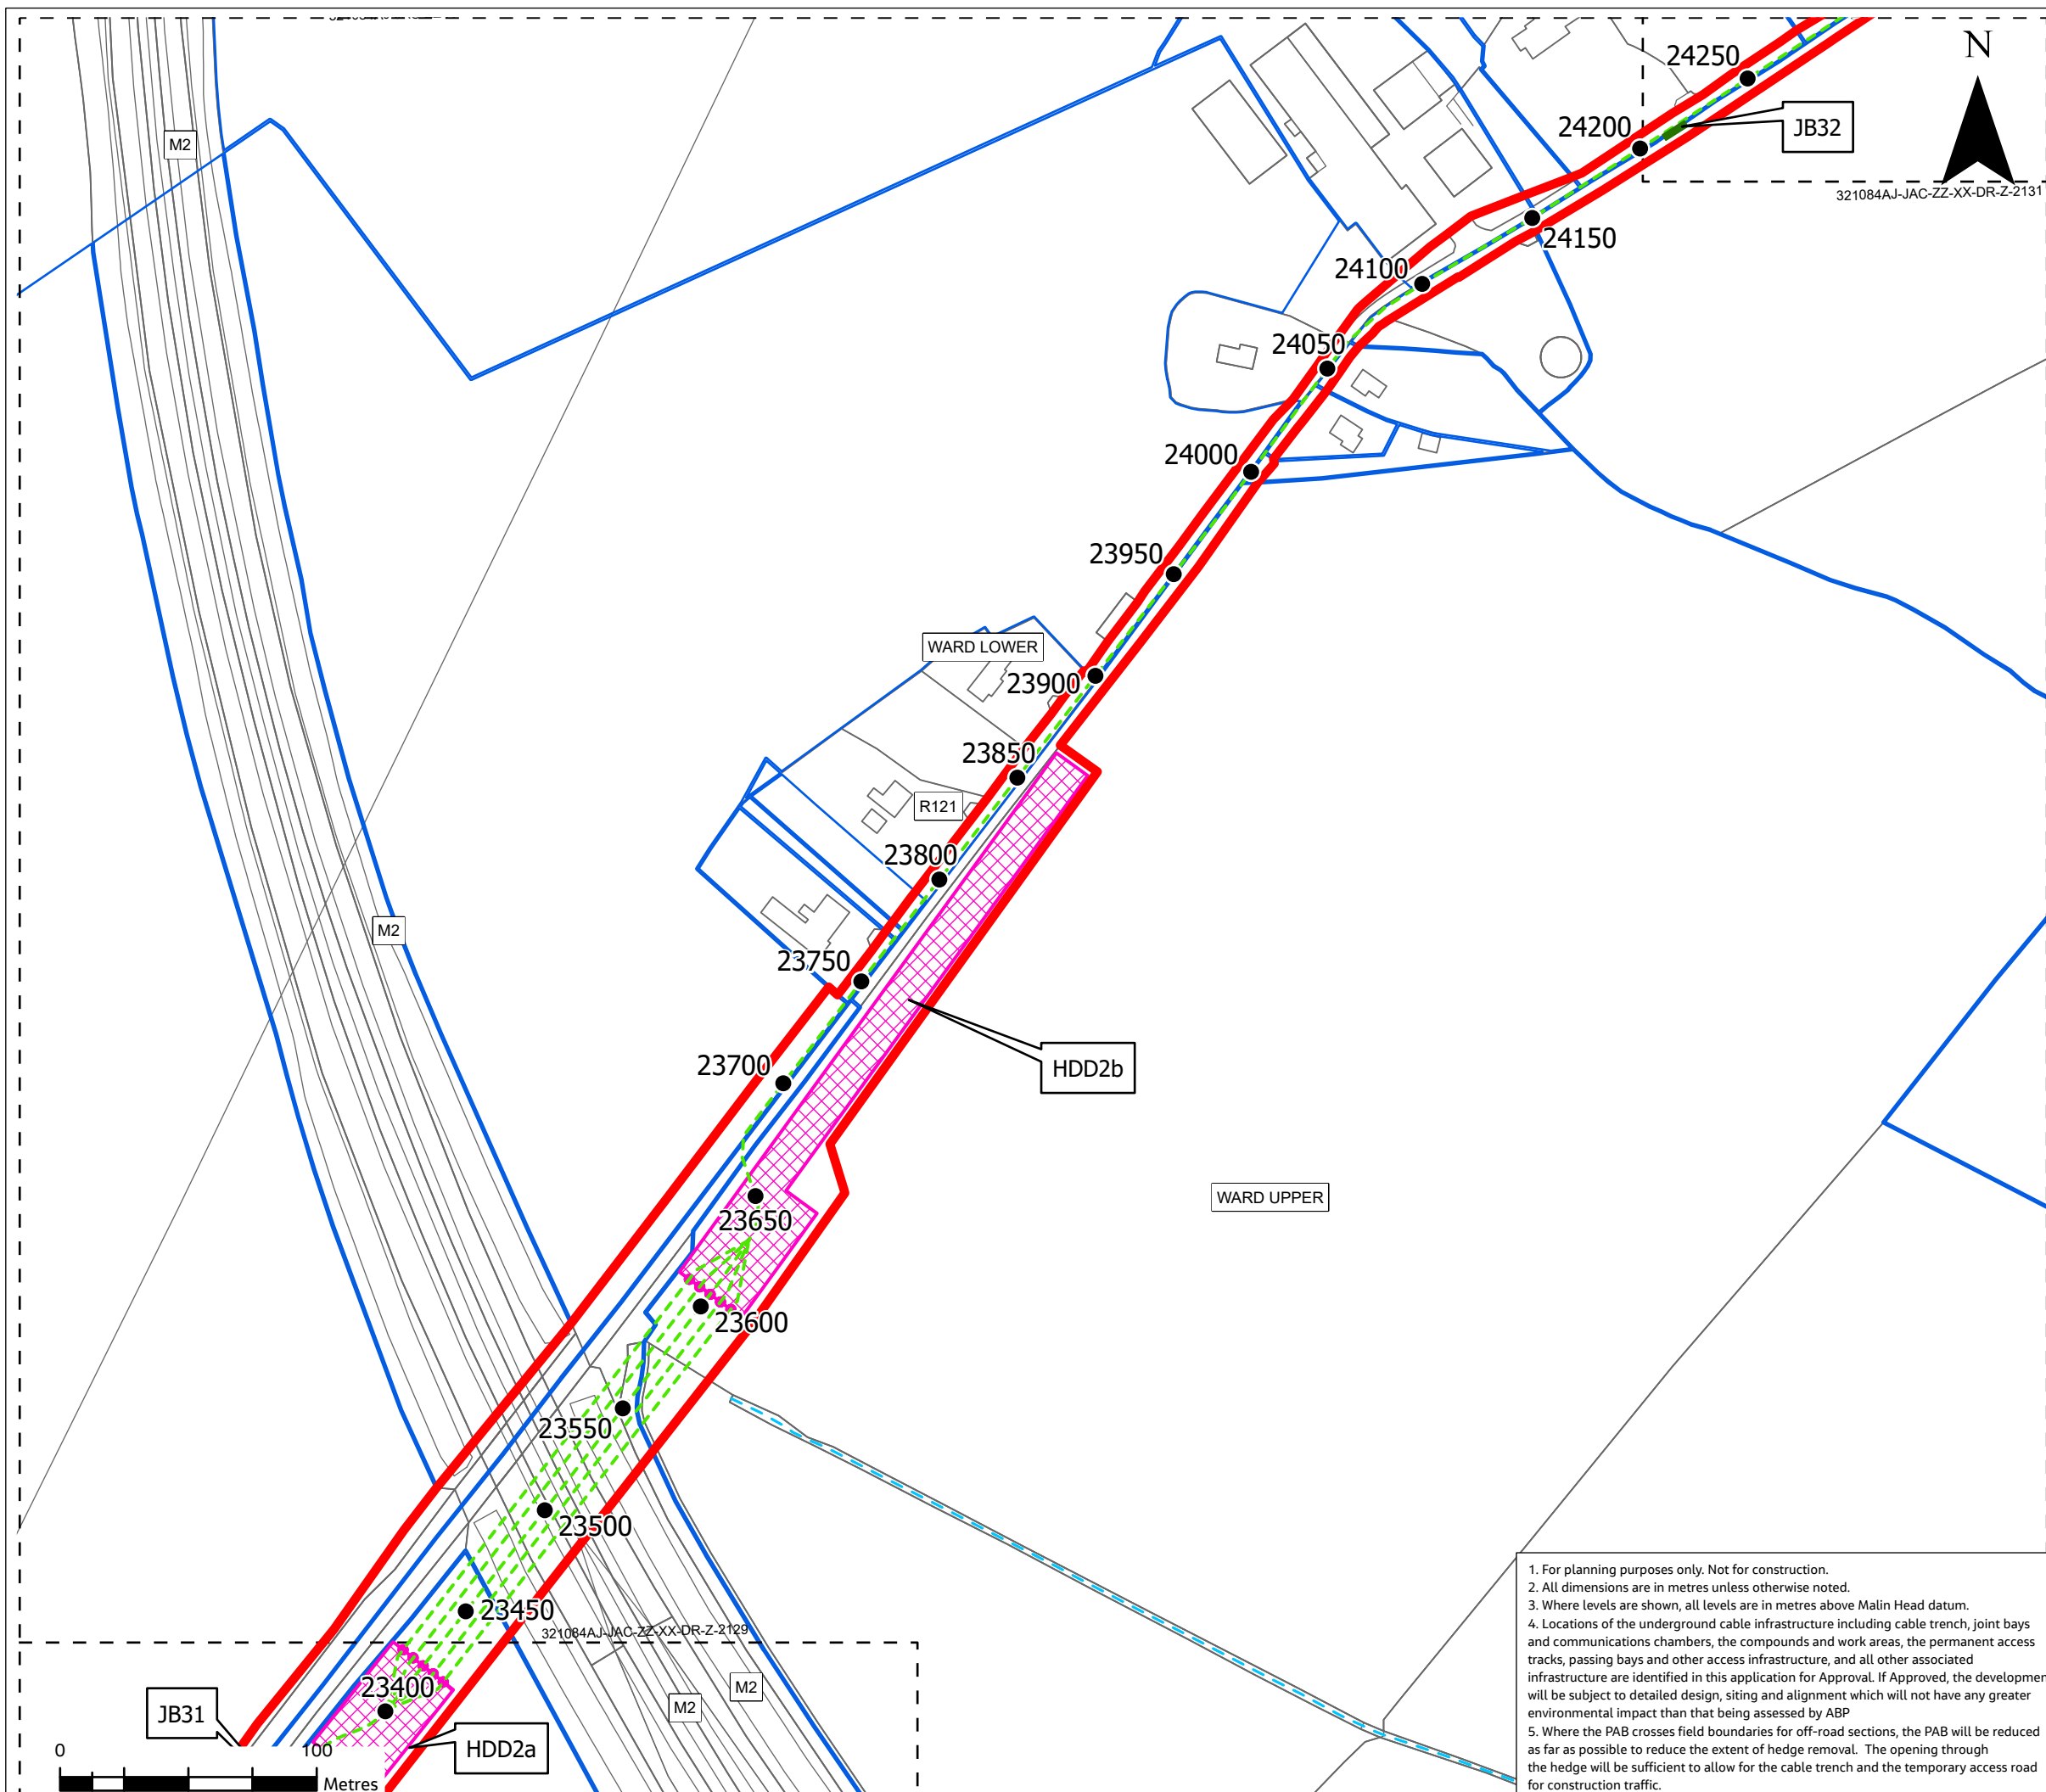 M2
24250
N
24200
JB32
321084AJ-JAC-ZZ-XX-DR-Z-2131
24150
24100
24050
24000
23950
WARD LOWER
23900
23850
R121
23800
M2
23750
HDD2b
23700
WARD UPPER
23650
23600
23550
23500
23450
321084AJ-JAC-ZZ-XX-DR-Z-2129
23400
M2
M2
JB31
HDD2a
0 100
Metres
1. For planning purposes only. Not for construction.
2. All dimensions are in metres unless otherwise noted.
3. Where levels are shown, all levels are in metres above Malin Head datum.
4. Locations of the underground cable infrastructure including cable trench, joint bays
and communications chambers, the compounds and work areas, the permanent access
tracks, passing bays and other access infrastructure, and all other associated
infrastructure are identified in this application for Approval. If Approved, the developmen
will be subject to detailed design, siting and alignment which will not have any greater
environmental impact than that being assessed by ABP
5. Where the PAB crosses field boundaries for off-road sections, the PAB will be reduced
as far as possible to reduce the extent of hedge removal. The opening through
the hedge will be sufficient to allow for the cable trench and the temporary access road
for construction traffic.